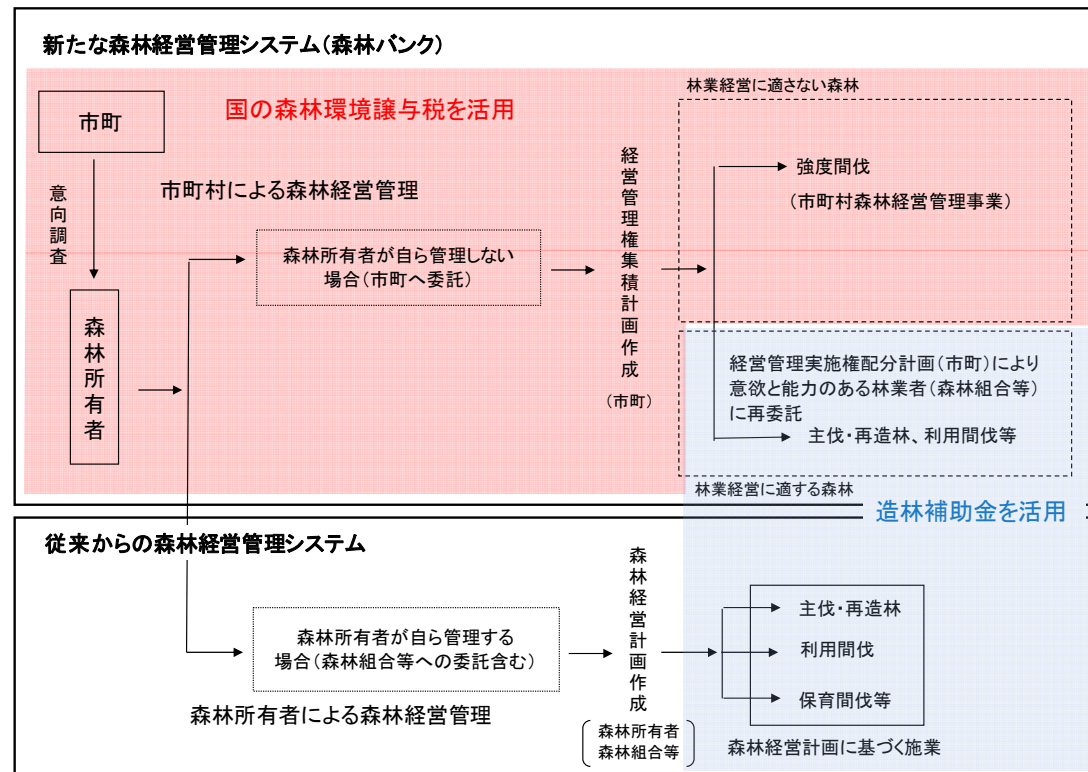 新たな森林経営管理システム(森林バンク)
国の森林環境譲与税を活用
市町
意向調査
森林所有者
市町村による森林経営管理
森林所有者が自ら管理しない
場合(市町へ委託)
経営管理権集積計画作成
(市町)
林業経営に適さない森林
強度間伐
(市町村森林経営管理事業)
経営管理実施権配分計画(市町)により
意欲と能力のある林業者(森林組合等)
に再委託
主伐・再造林、利用間伐等
林業経営に適する森林
造林補助金を活用
従来からの森林経営管理システム
森林所有者が自ら管理する
場合(森林組合等への委託含む)
森林所有者による森林経営管理
森林経営計画作成
森林所有者
森林組合等
主伐・再造林
利用間伐
保育間伐等
森林経営計画に基づく施業